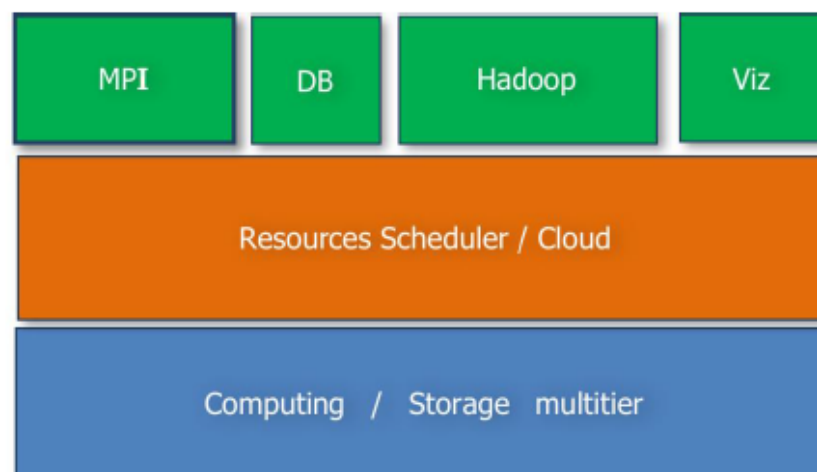 MPI
DB
Hadoop
Viz
Resources Scheduler / Cloud
Computing / Storage multitier